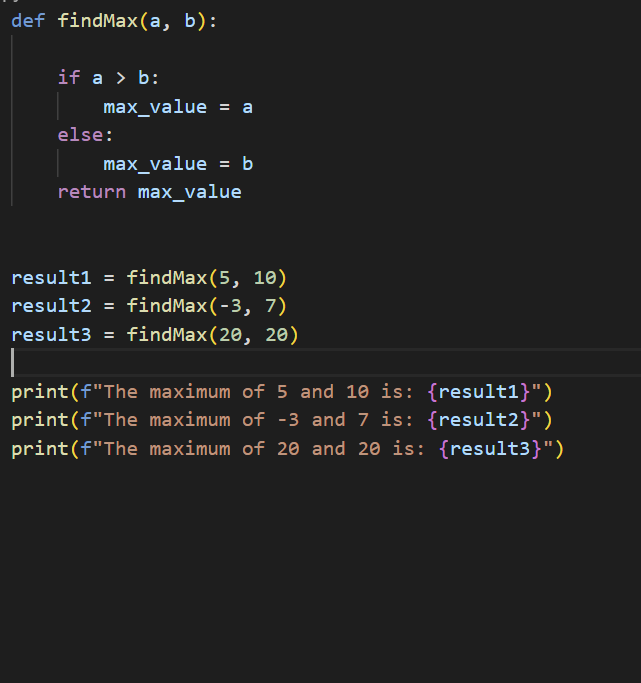 def findMax(a, b):
    if a > b:
        max_value = a
    else:
        max_value = b
    return max_value
result1 = findMax(5, 10)
result2 = findMax(-3, 7)
result3 = findMax(20, 20)
print(f"The maximum of 5 and 10 is: {result1}")
print(f"The maximum of -3 and 7 is: {result2}")
print(f"The maximum of 20 and 20 is: {result3}")